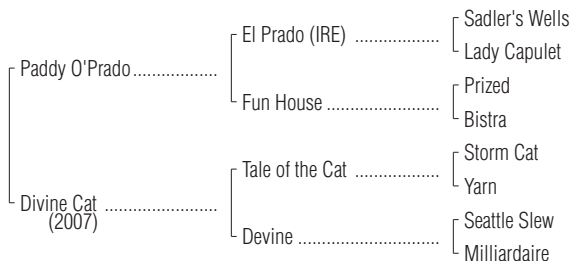 Sadler's Wells
El Prado (IRE) ..................
Lady Capulet
Paddy O'Prado..................
Prized
Fun House ........................
Bistra
Storm Cat
Tale of the Cat ..................
Yarn
Divine Cat ........................
(2007)
Seattle Slew
Devine ..............................
Milliardaire